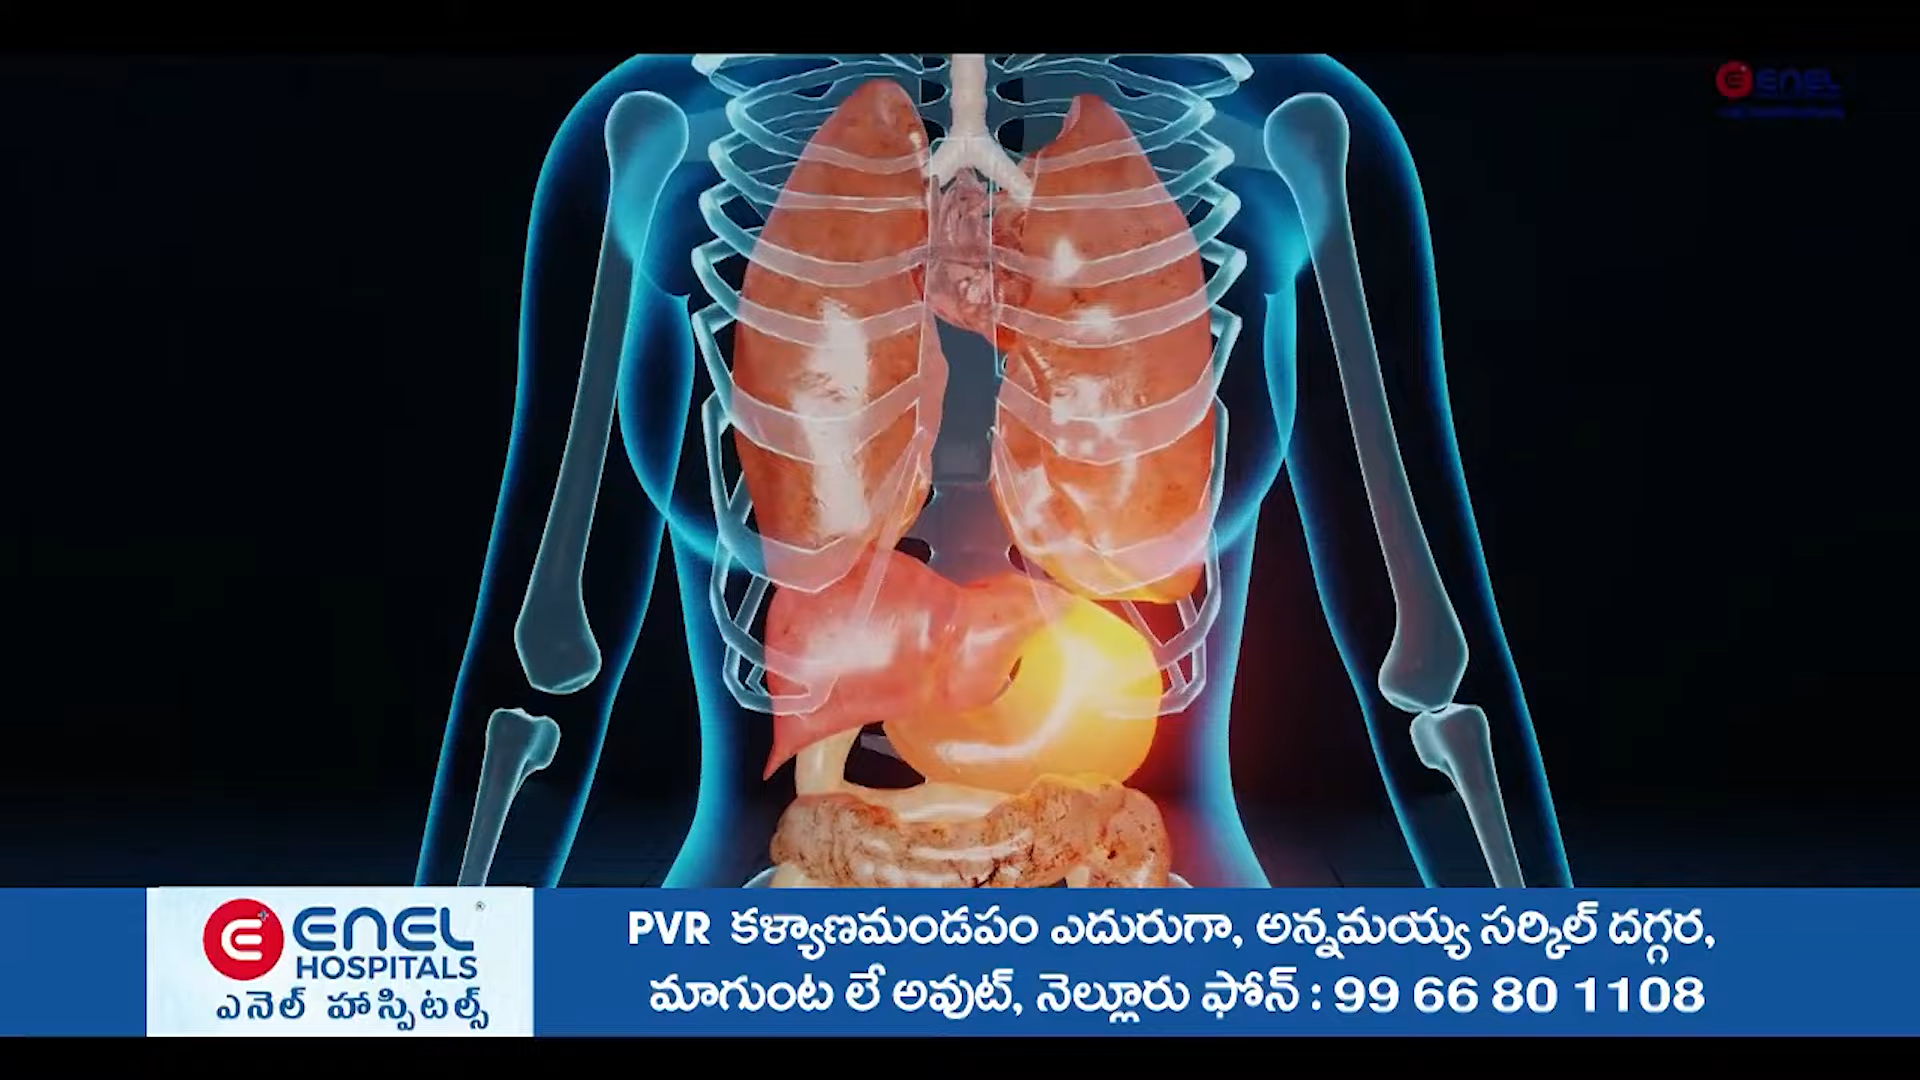 ENEL
ENEL®
HOSPITALS
ఎనెల్ హాస్పిటల్స్
PVR కళ్యాణమండపం ఎదురుగా, అన్నమయ్య సర్కిల్ దగ్గర,
మాగుంట లే అవుట్, నెల్లూరు ఫోన్ : 99 66 80 1108